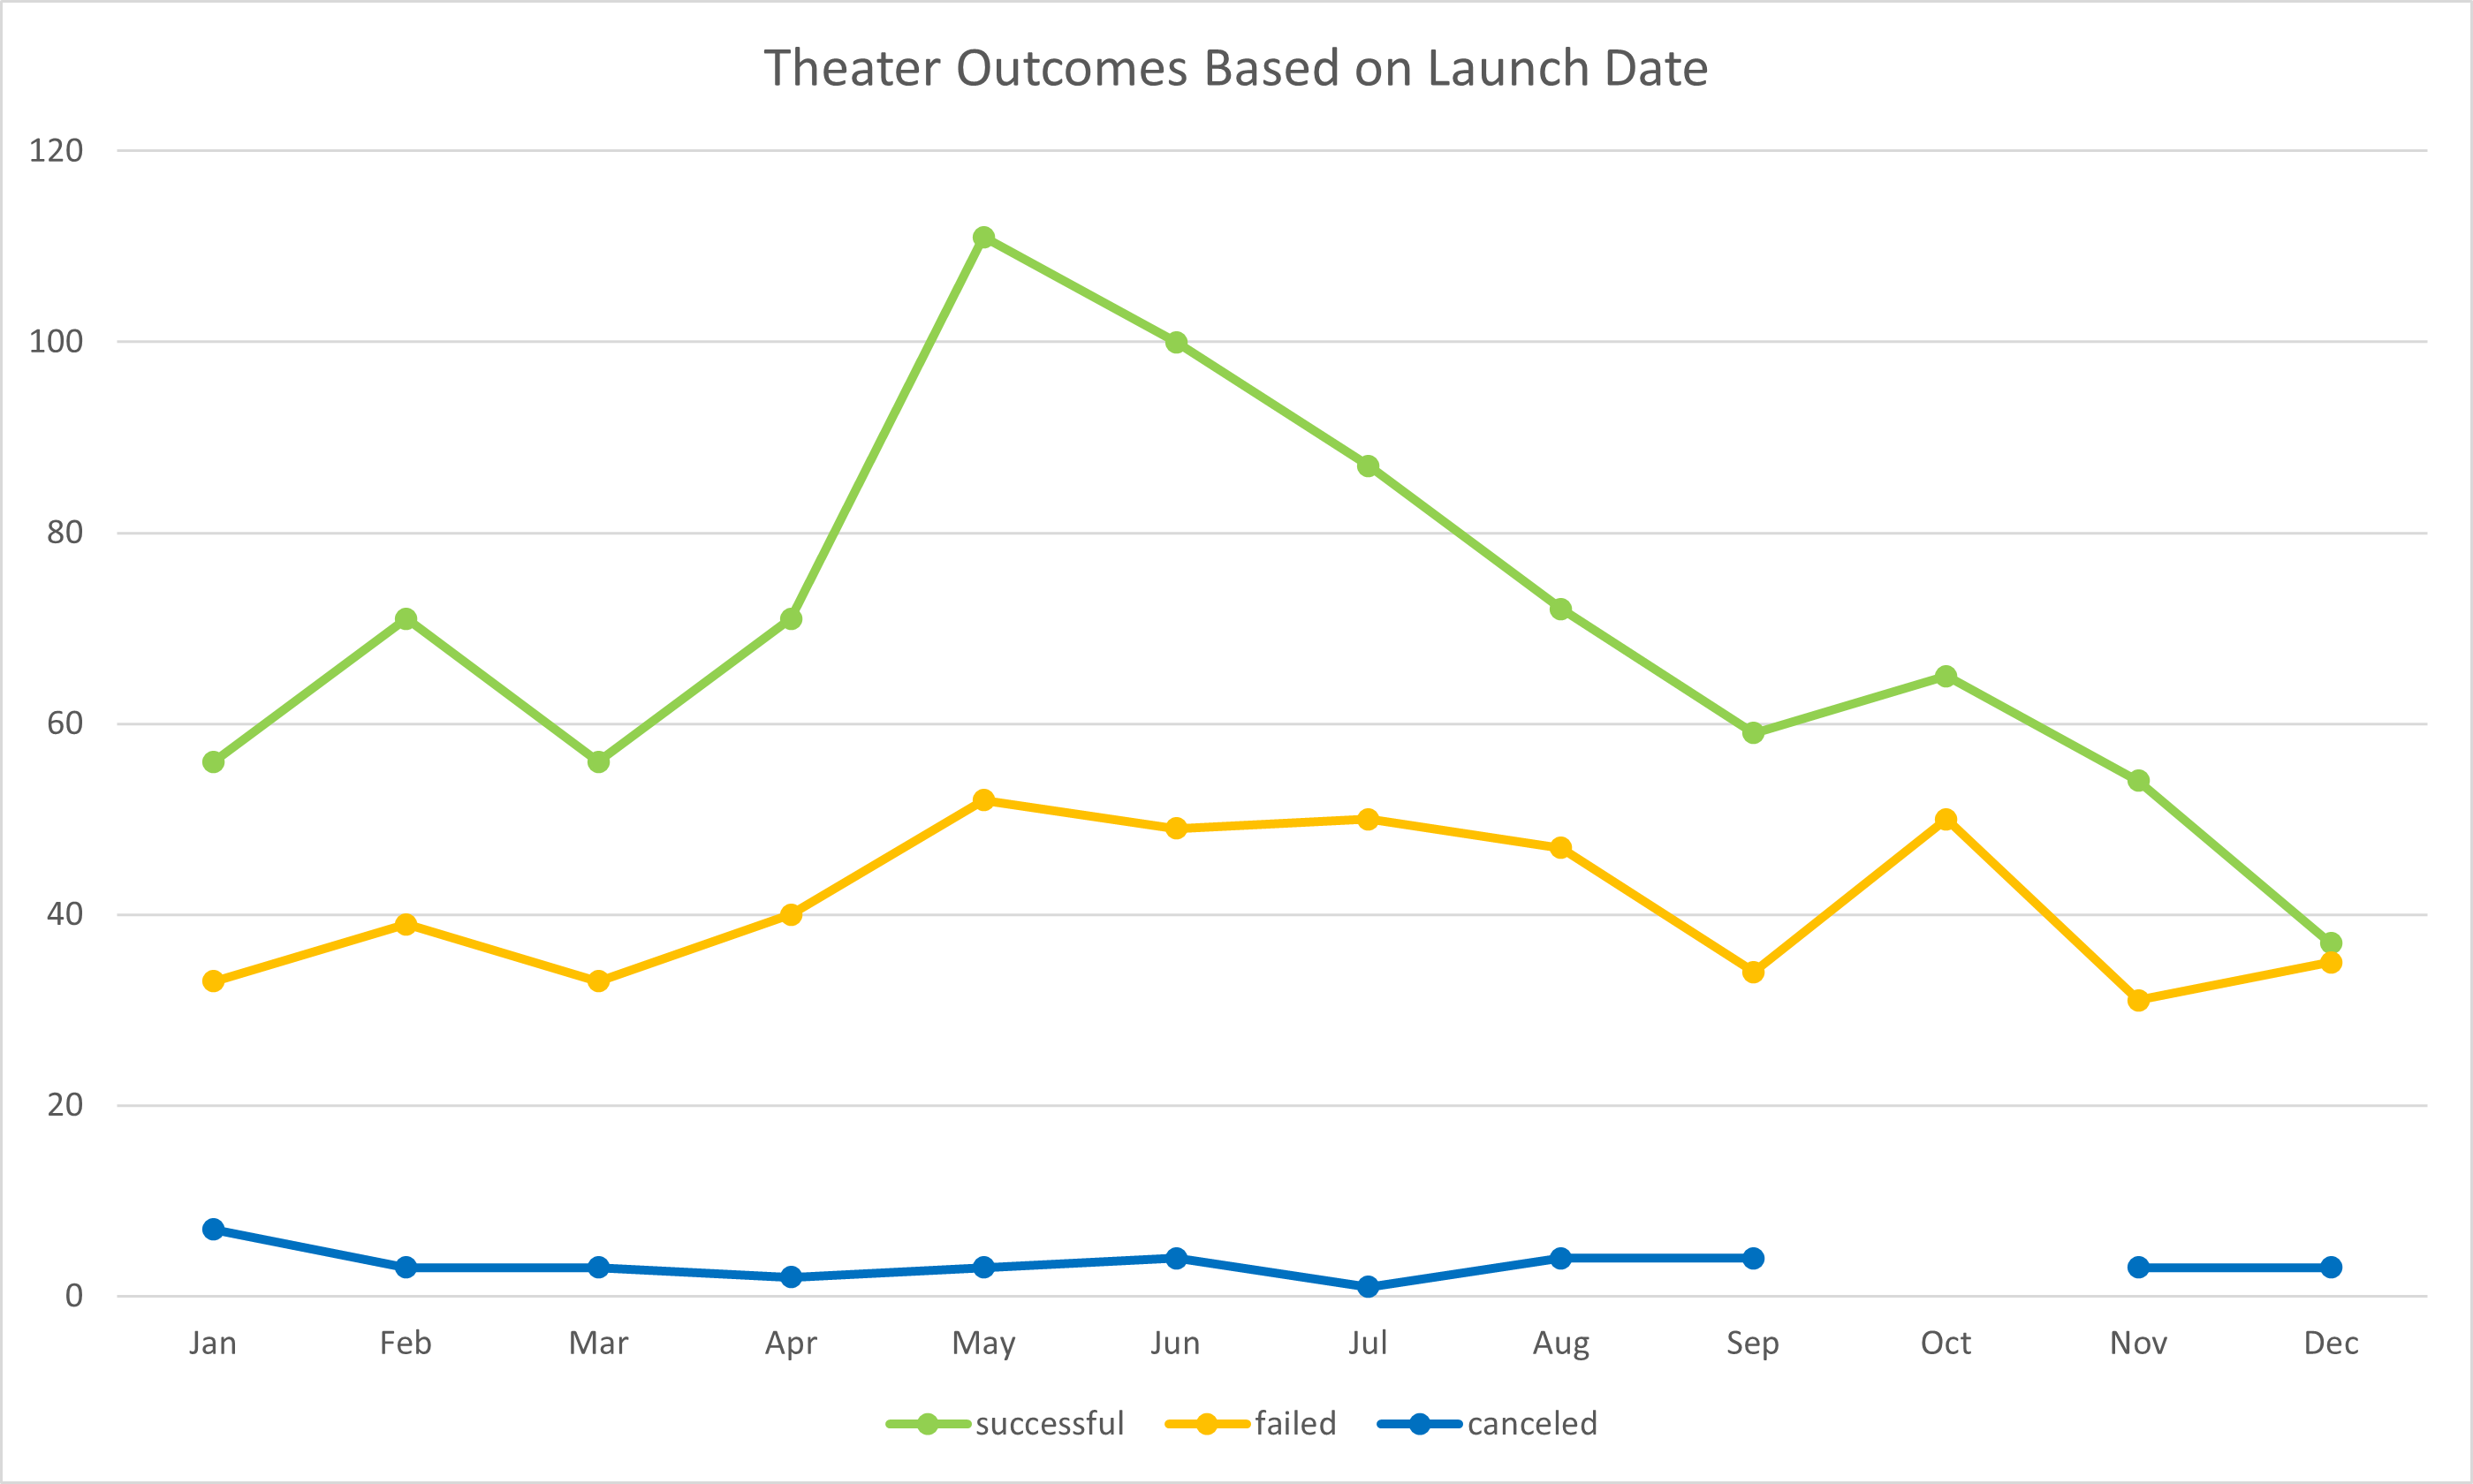 Theater Outcomes Based on Launch Date
120
100
80
60
40
20
0
Jan Feb Mar Apr May Jun Jul Aug Sep Oct Nov Dec
successful failed canceled